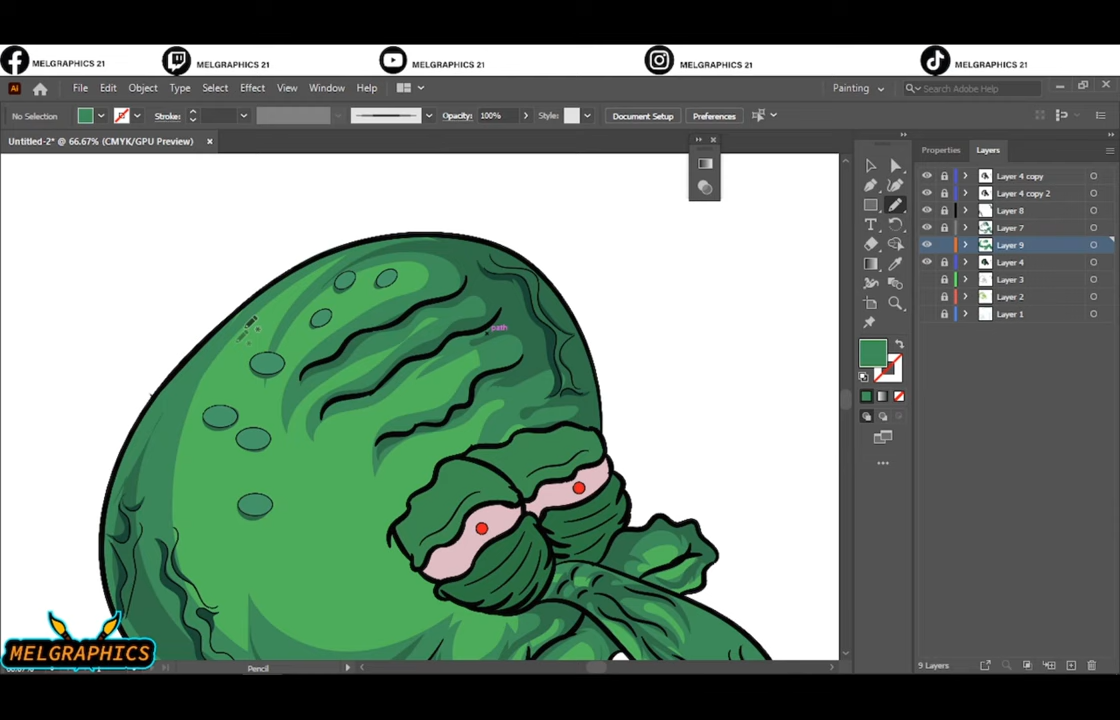 MELGRAPHICS 21 MELGRAPHICS 21 MELGRAPHICS 21 MELGRAPHICS 21 MELGRAPHICS 21
Ai File Edit Object Type Select Effect View Window Help Painting Search Adobe Help
No Selection Stroke: Opacity: 100% Style: Document Setup Preferences
Untitled-2* @ 66.67% (CMYK/GPU Preview) ×
Properties Layers
Layer 4 copy
Layer 4 copy 2
Layer 8
Layer 7
Layer 9
Layer 4
Layer 3
Layer 2
Layer 1
path
MELGRAPHICS
Pencil
9 Layers